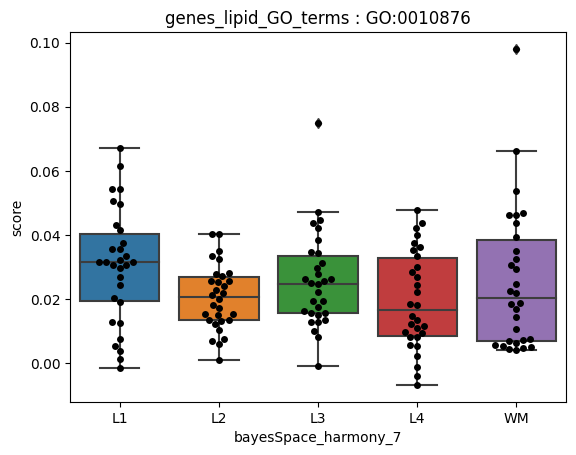 genes_lipid_GO_terms : GO:0010876
0.10
0.08
0.06
0.04
0.02
0.00
score
L1 L2 L3 L4 WM
bayesSpace_harmony_7